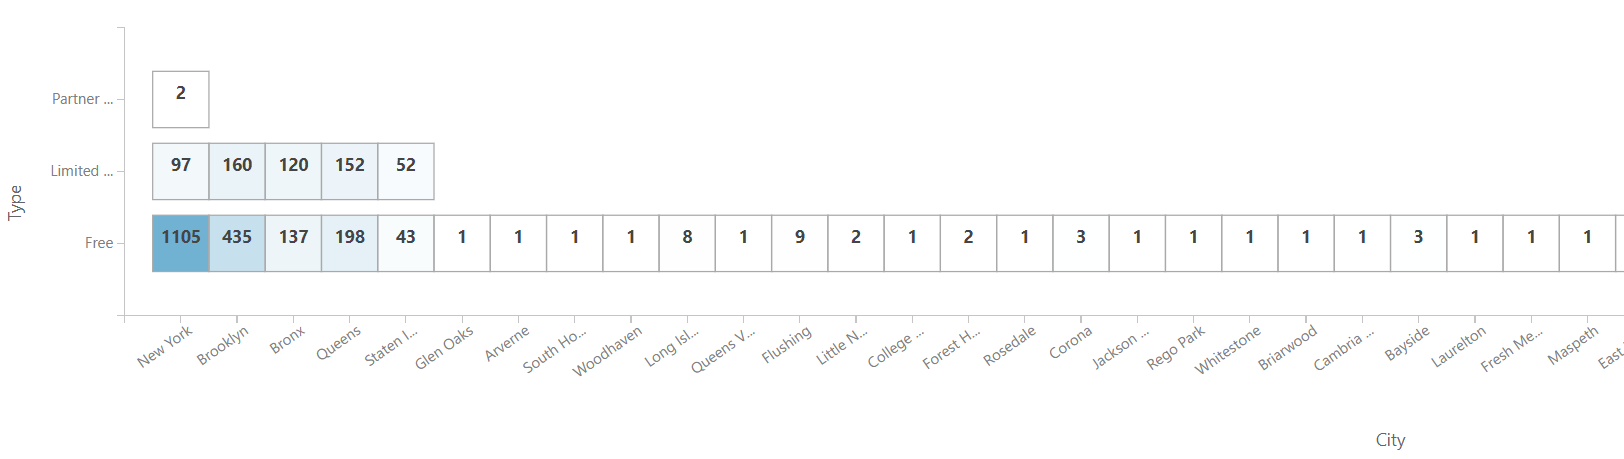 Type
Partner ...
2
Limited ...
97 160 120 152 52
Free
1105 435 137 198 43 1 1 1 1 8 1 9 2 1 2 1 3 1 1 1 1 1 3 1 1 1
New York Brooklyn Bronx Queens Staten I... Glen Oaks Arverne South Ho... Woodhaven Long Isl... Queens V... Flushing Little N... College ... Forest H... Rosedale Corona Jackson ... Rego Park Whitestone Briarwood Cambria ... Bayside Laurelton Fresh Me... Maspeth East
City